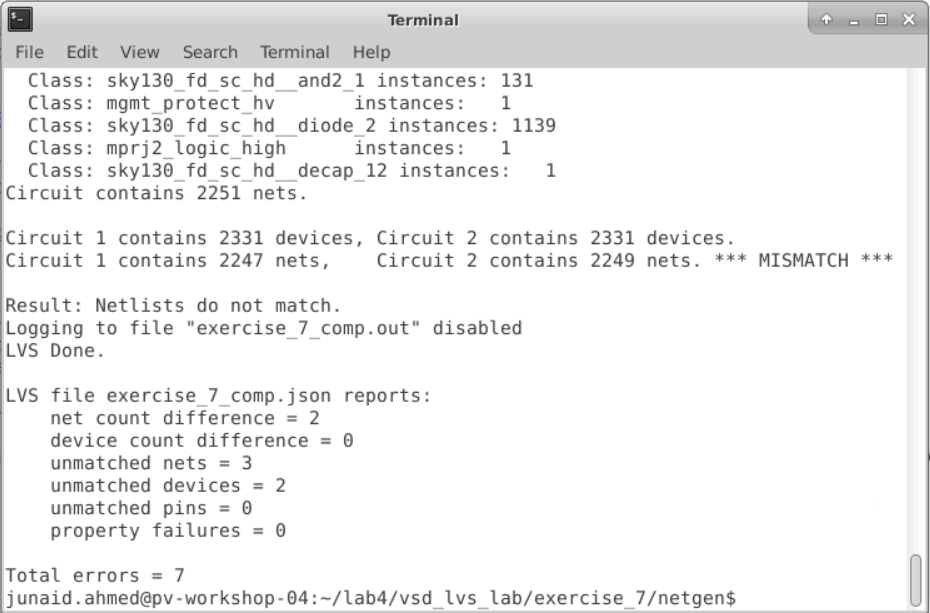 Terminal
File Edit View Search Terminal Help
  Class: sky130_fd_sc_hd__and2_1 instances: 131
  Class: mgmt_protect_hv       instances:   1
  Class: sky130_fd_sc_hd__diode_2 instances: 1139
  Class: mprj2_logic_high      instances:   1
  Class: sky130_fd_sc_hd__decap_12 instances:   1
Circuit contains 2251 nets.

Circuit 1 contains 2331 devices, Circuit 2 contains 2331 devices.
Circuit 1 contains 2247 nets,    Circuit 2 contains 2249 nets. *** MISMATCH ***

Result: Netlists do not match.
Logging to file "exercise_7_comp.out" disabled
LVS Done.

LVS file exercise_7_comp.json reports:
    net count difference = 2
    device count difference = 0
    unmatched nets = 3
    unmatched devices = 2
    unmatched pins = 0
    property failures = 0

Total errors = 7
junaid.ahmed@pv-workshop-04:~/lab4/vsd_lvs_lab/exercise_7/netgen$